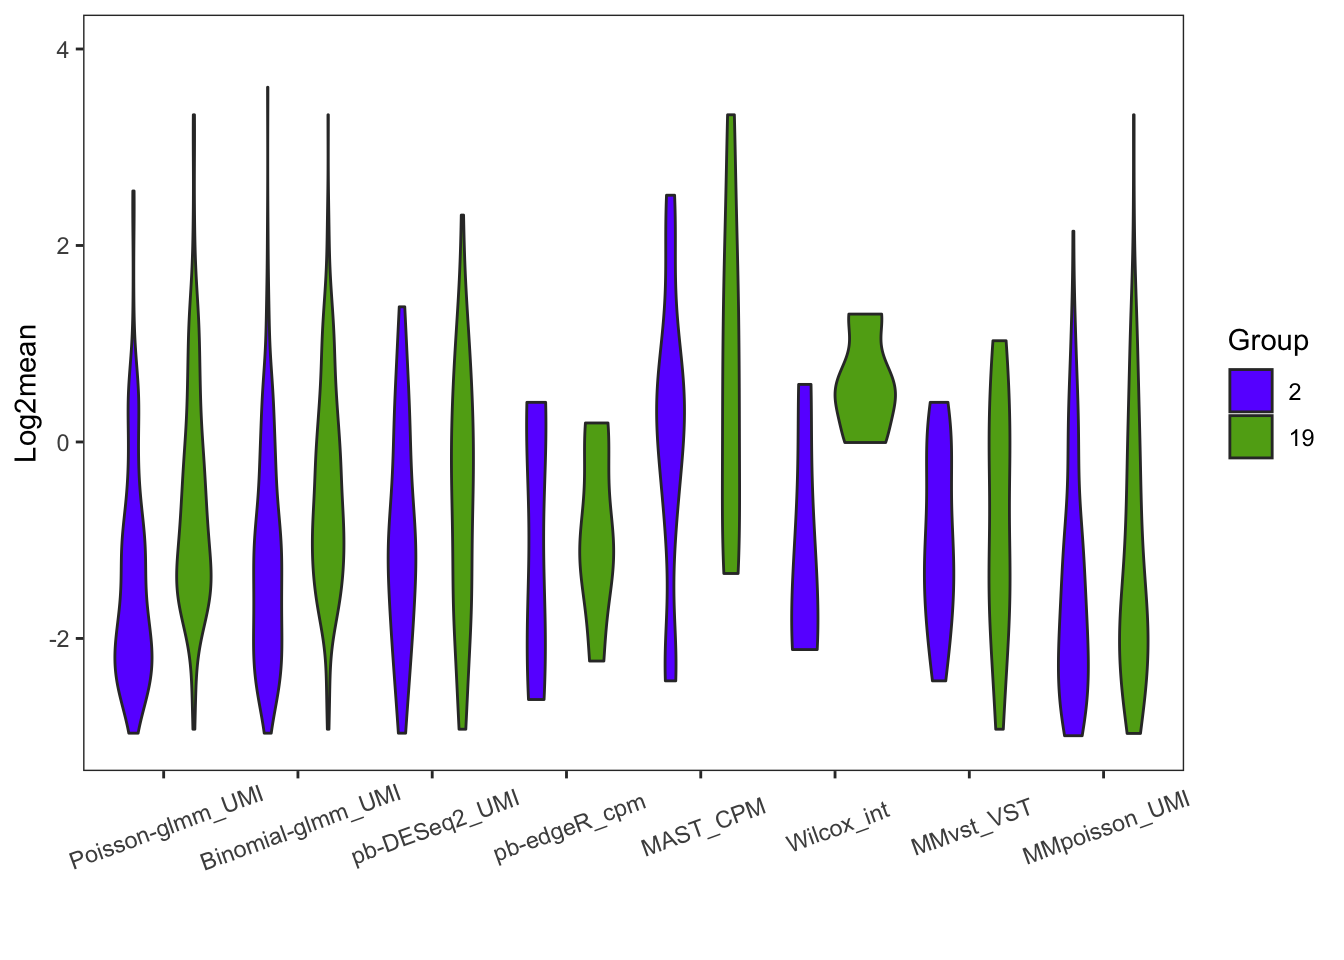 Log2mean
4
2
0
-2
Poisson-glmm_UMI
Binomial-glmm_UMI
pb-DESeq2_UMI
pb-edgeR_cpm
MAST_CPM
Wilcox_int
MMvst_VST
MMpoisson_UMI
Group
2
19